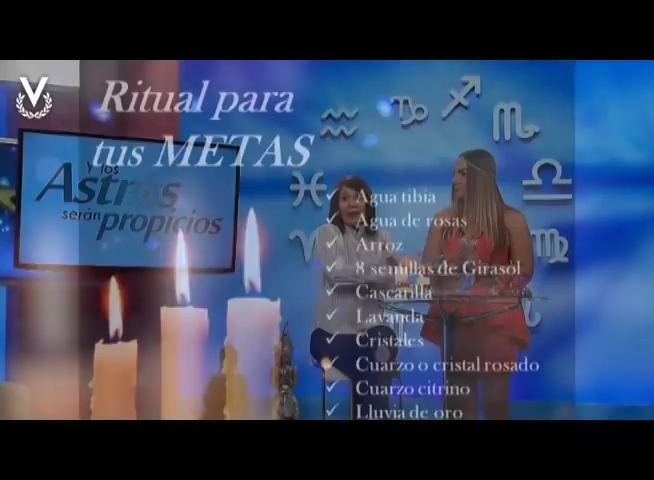 V
Ritual para
tus METAS
Y los
Astros
serán propicios
Agua tibia
Agua de rosas
Arroz
8 semillas de Girasol
Cascarilla
Lavanda
Cristales
Cuarzo o cristal rosado
Cuarzo citrino
Lluvia de oro